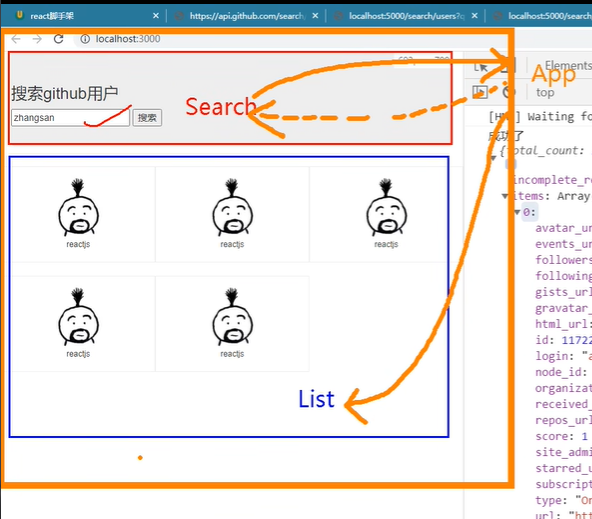 react脚手架
https://api.github.com/search
localhost:5000/search/users?q
localhost:5000/search
localhost:3000
搜索github用户
zhangsan
搜索
Search
App
reactjs
reactjs
reactjs
reactjs
reactjs
List
Elements
top
Waiting fo
成功了
{total_count:
incomplete_re
items: Array
0:
avatar_ur
events_ur
followers
following
gists_url
gravatar_
html_url:
id: 11722
login: "a
node_id:
organizat
received_
repos_url
score: 1
site_admi
starred_u
subscript
type: "Or
url: "htt